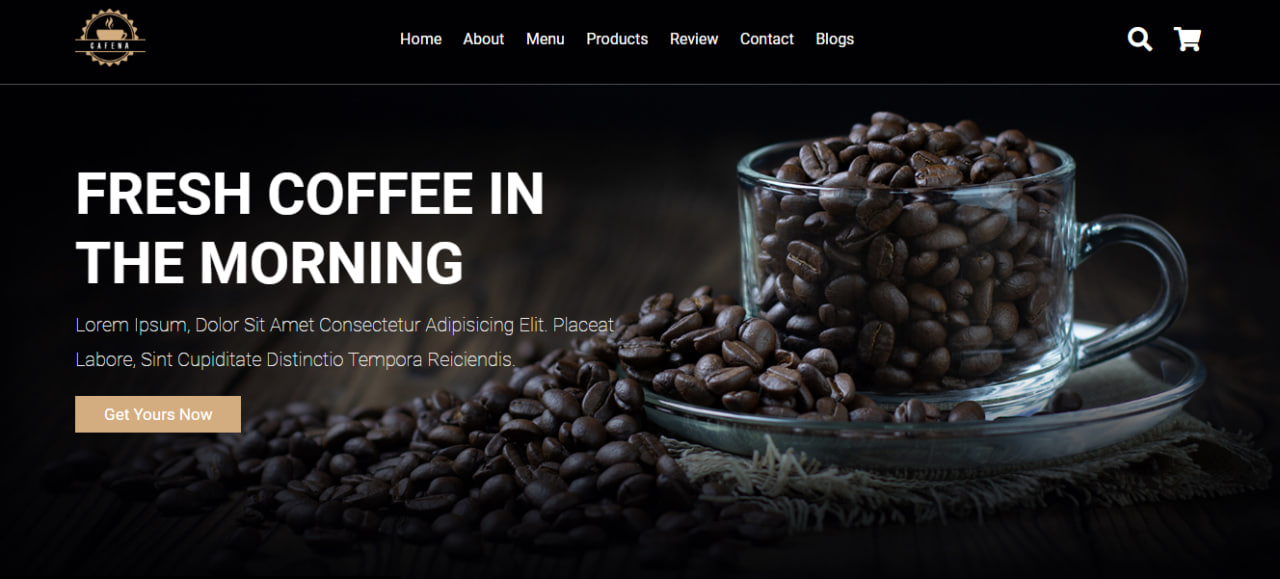 CAFENA
Home About Menu Products Review Contact Blogs
FRESH COFFEE IN
THE MORNING
Lorem Ipsum, Dolor Sit Amet Consectetur Adipisicing Elit. Placeat
Labore, Sint Cupiditate Distinctio Tempora Reiciendis.
Get Yours Now